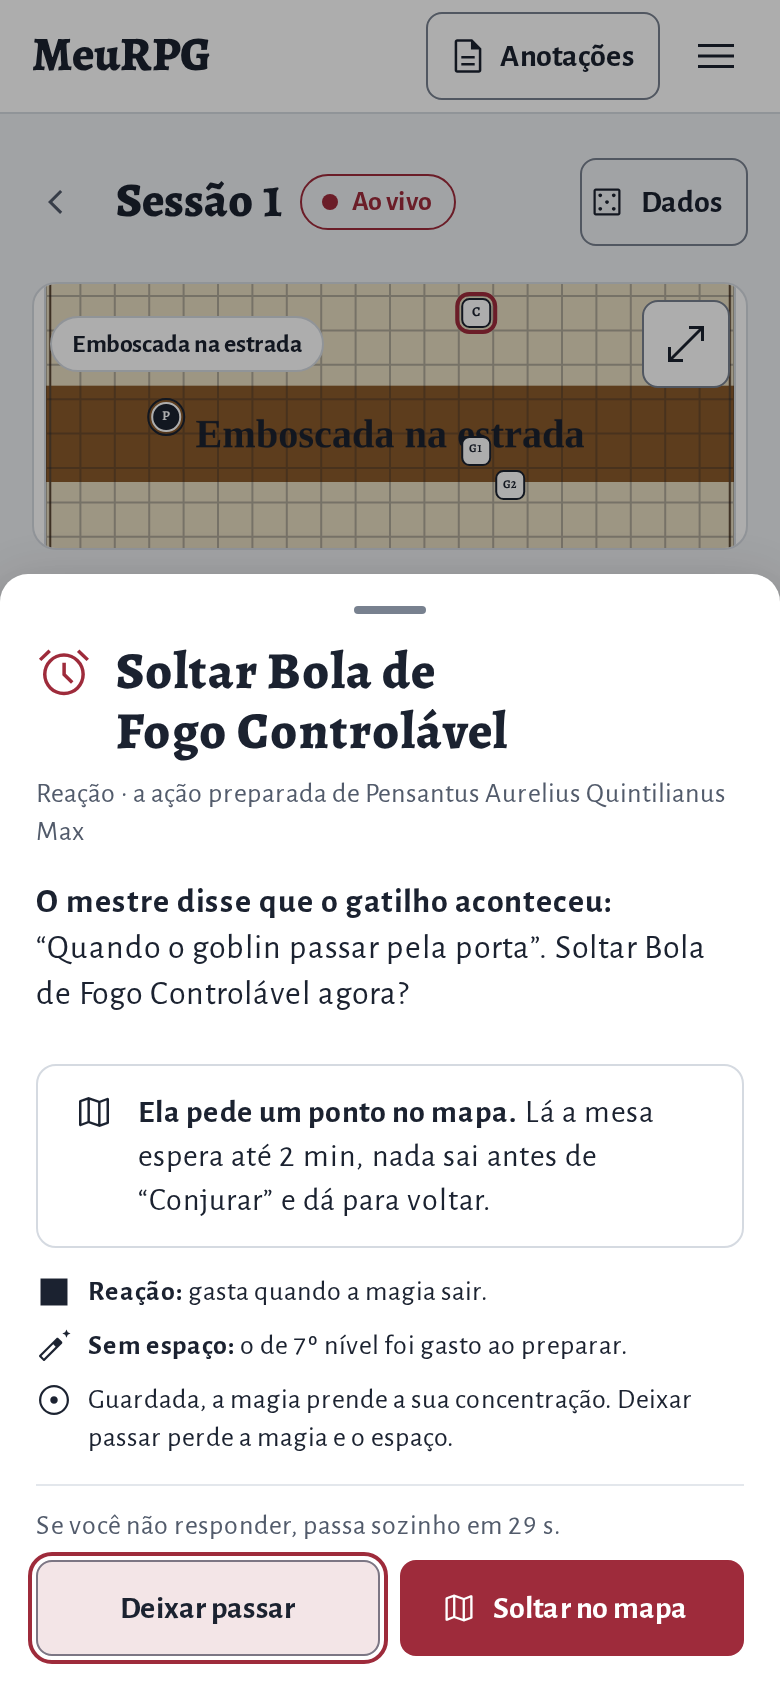 MeuRPG
Anotações
Sessão 1
Ao vivo
Dados
C
Emboscada na estrada
P
Emboscada na estrada
G1
G2
Soltar Bola de
Fogo Controlável
Reação · a ação preparada de Pensantus Aurelius Quintilianus
Max
O mestre disse que o gatilho aconteceu:
“Quando o goblin passar pela porta”. Soltar Bola
de Fogo Controlável agora?
Ela pede um ponto no mapa. Lá a mesa
espera até 2 min, nada sai antes de
“Conjurar” e dá para voltar.
Reação: gasta quando a magia sair.
Sem espaço: o de 7º nível foi gasto ao preparar.
Guardada, a magia prende a sua concentração. Deixar
passar perde a magia e o espaço.
Se você não responder, passa sozinho em 29 s.
Deixar passar
Soltar no mapa